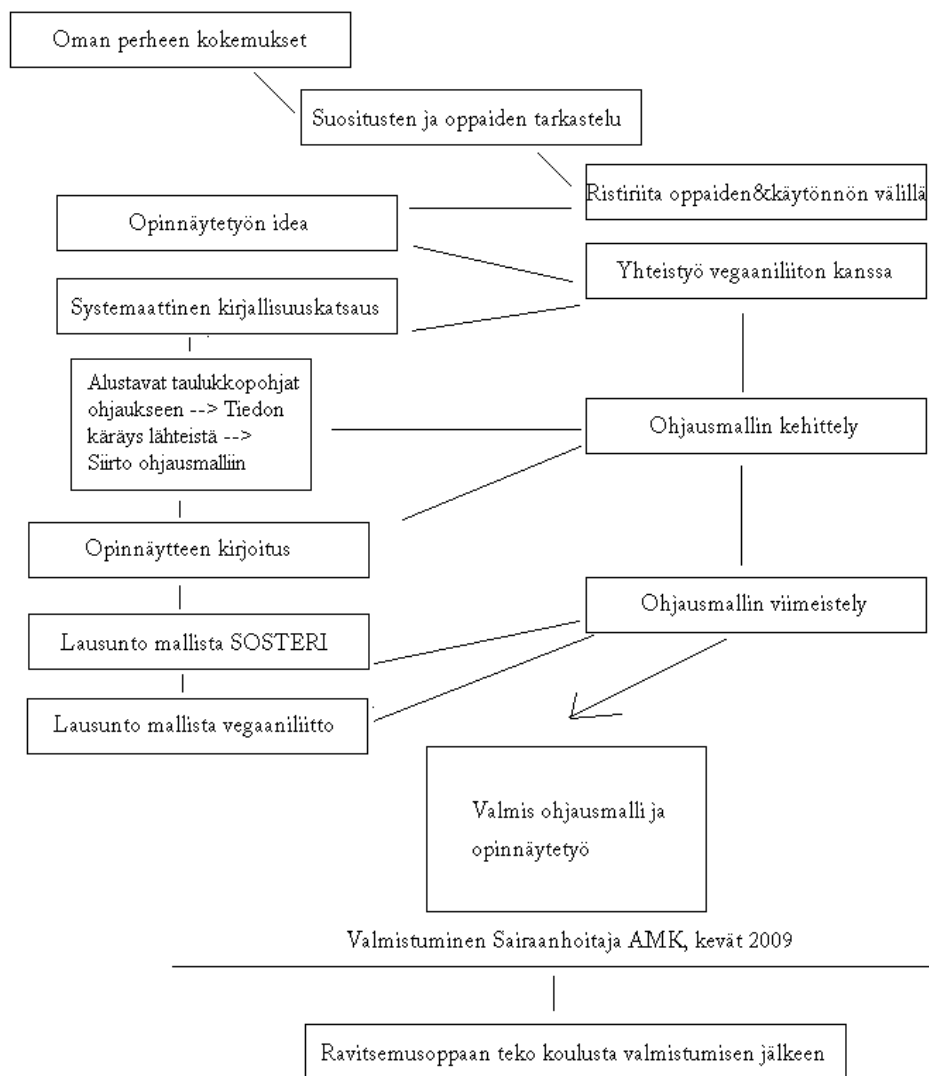 Oman perheen kokemukset
Suositusten ja oppaiden tarkastelu
Ristiriita oppaiden&käytönnön välillä
Opinnäytetyön idea
Yhteistyö vegaaniliiton kanssa
Systemaattinen kirjallisuuskatsaus
Alustavat taulukkopohjat
ohjaukseen --> Tiedon
käräys lähteistä -->
Siirto ohjausmalliin
Ohjausmallin kehittely
Opinnäytteen kirjoitus
Ohjausmallin viimeistely
Lausunto mallista SOSTERI
Lausunto mallista vegaaniliitto
Valmis ohjausmalli ja
opinnäytetyö
Valmistuminen Sairaanhoitaja AMK, kevät 2009
Ravitsemusoppaan teko koulusta valmistumisen jälkeen